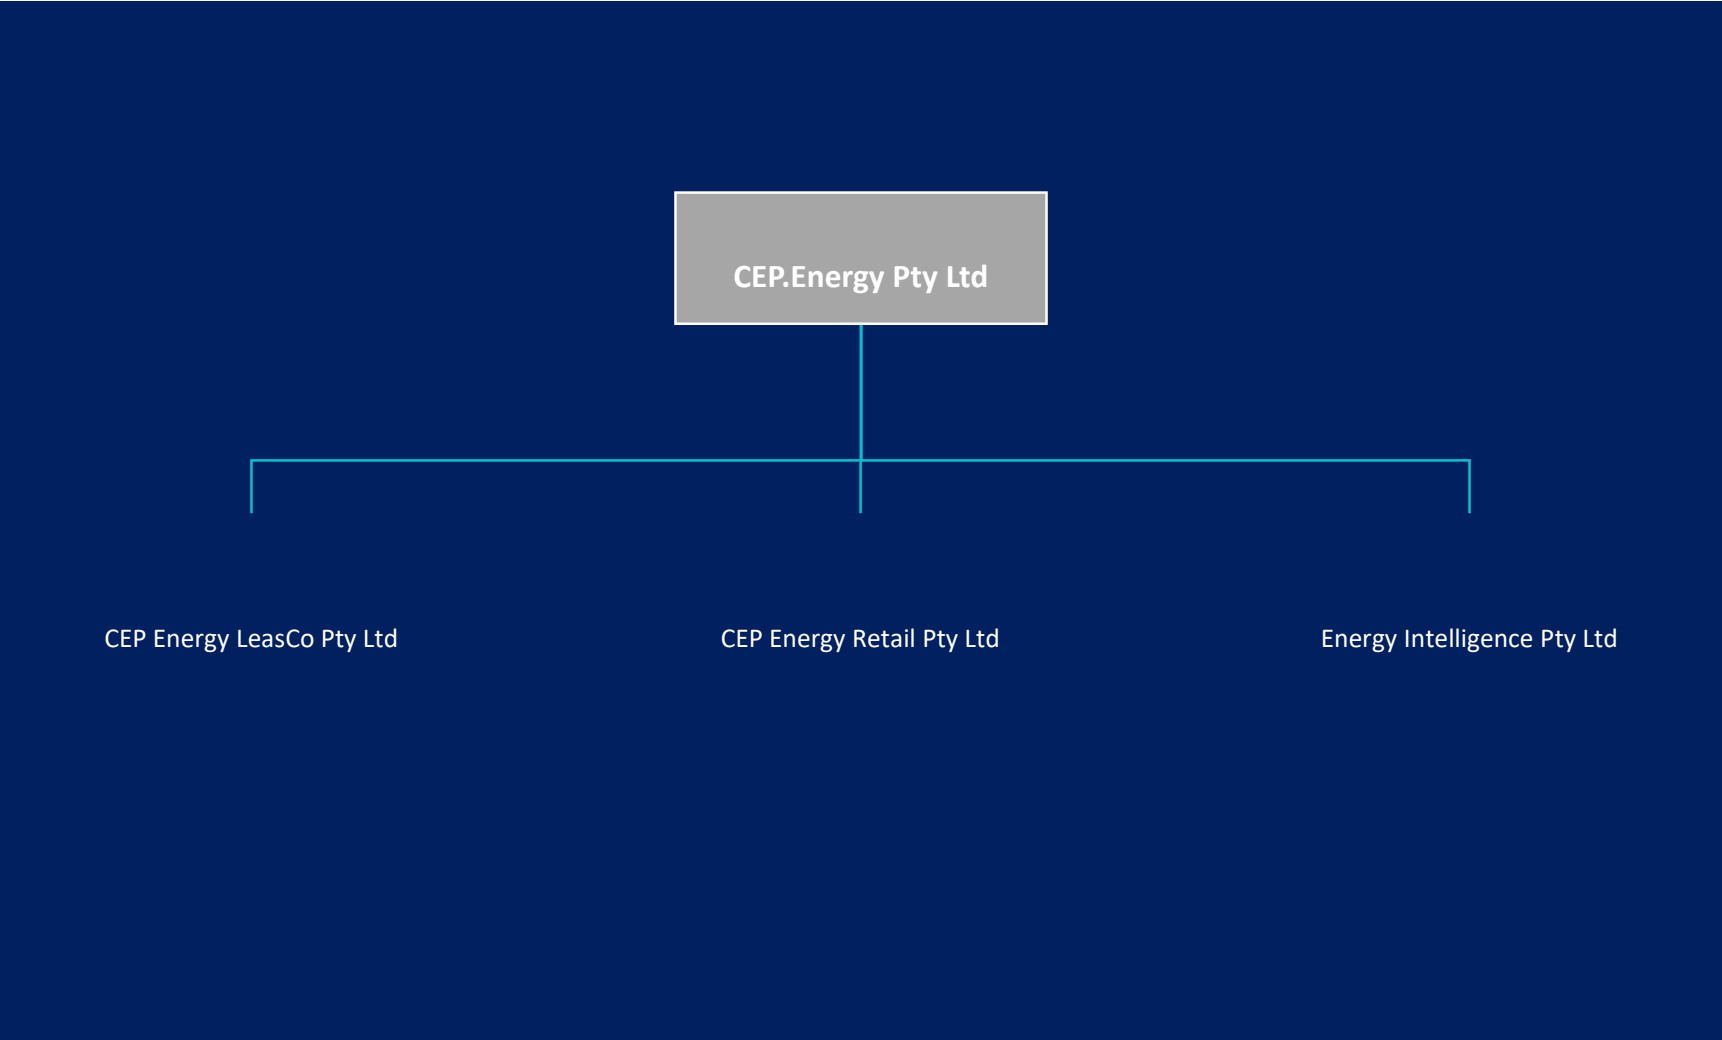 CEP.Energy Pty Ltd
CEP Energy LeasCo Pty Ltd
CEP Energy Retail Pty Ltd
Energy Intelligence Pty Ltd